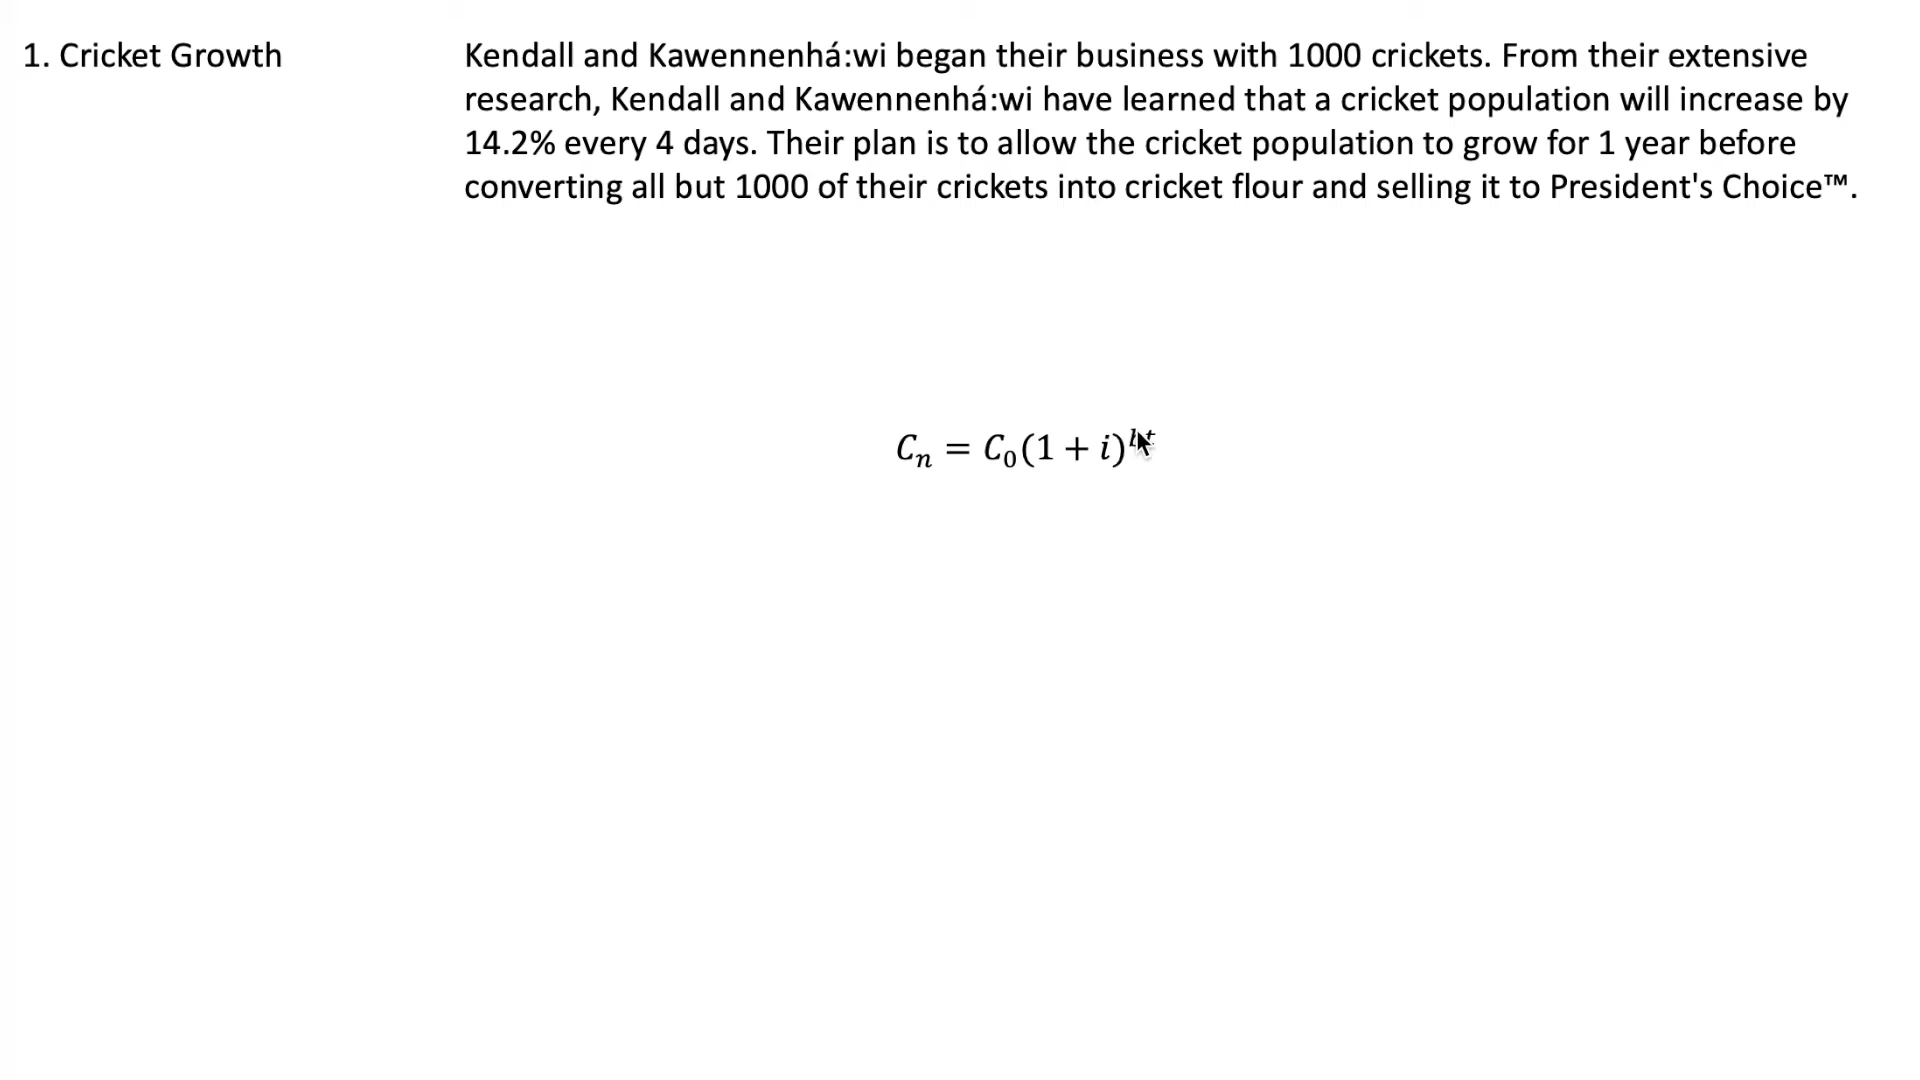 1. Cricket Growth
Kendall and Kawennenhá:wi began their business with 1000 crickets. From their extensive
research, Kendall and Kawennenhá:wi have learned that a cricket population will increase by
14.2% every 4 days. Their plan is to allow the cricket population to grow for 1 year before
converting all but 1000 of their crickets into cricket flour and selling it to President's Choice™.
Cₙ = C₀(1 + i)